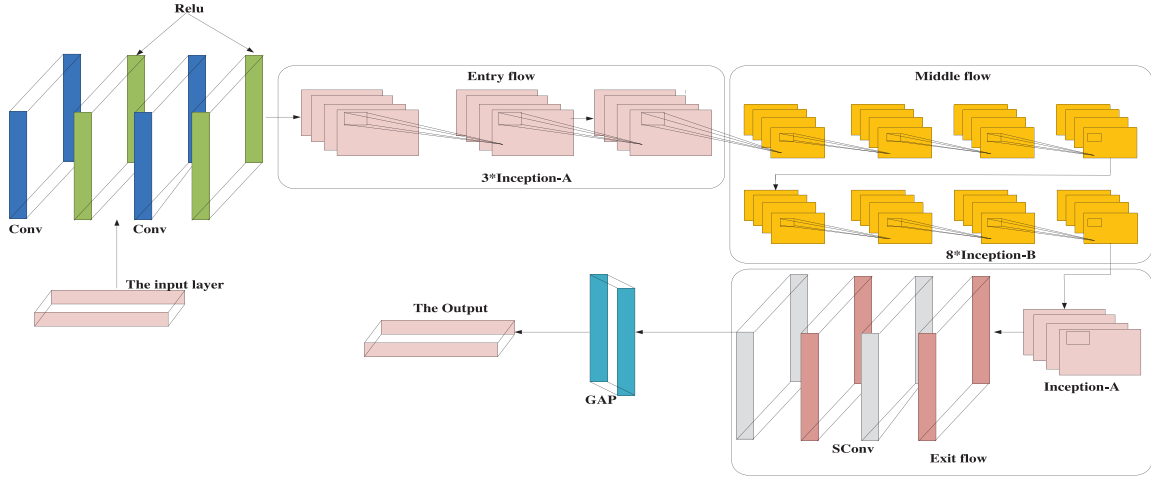 Relu
Entry flow
Middle flow
3*Inception-A
Conv
Conv
8*Inception-B
The input layer
The Output
GAP
Inception-A
SConv
Exit flow